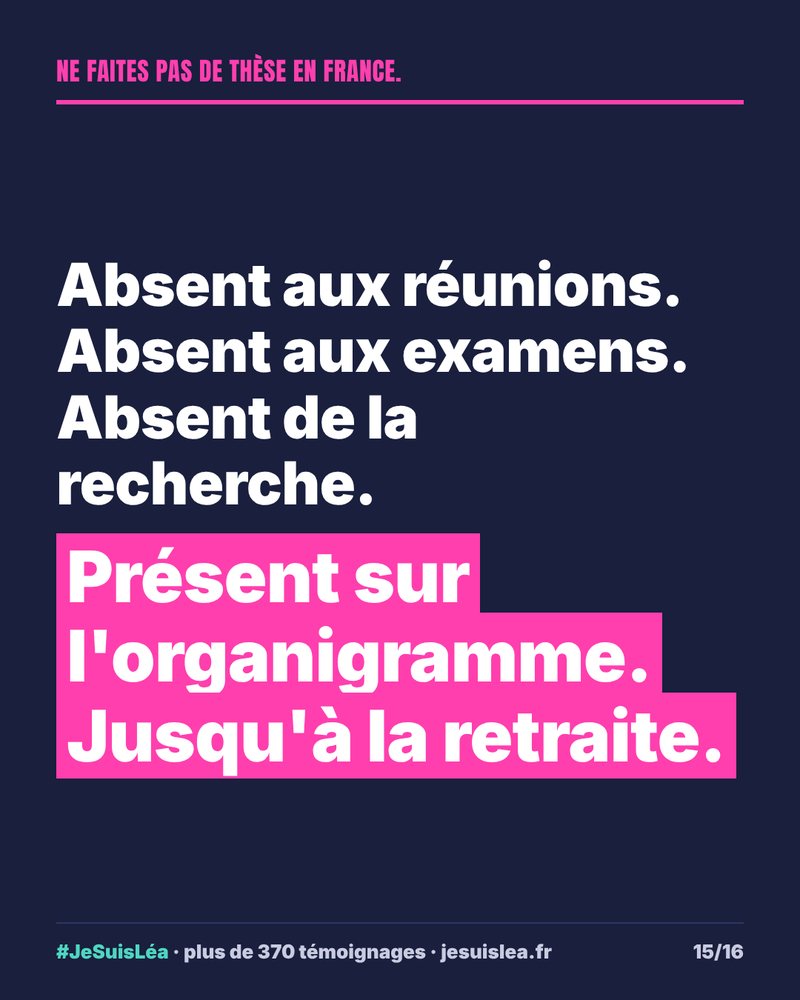 NE FAITES PAS DE THÈSE EN FRANCE.
Absent aux réunions.
Absent aux examens.
Absent de la
recherche.
Présent sur
l'organigramme.
Jusqu'à la retraite.
#JeSuisLéa · plus de 370 témoignages · jesuislea.fr 15/16